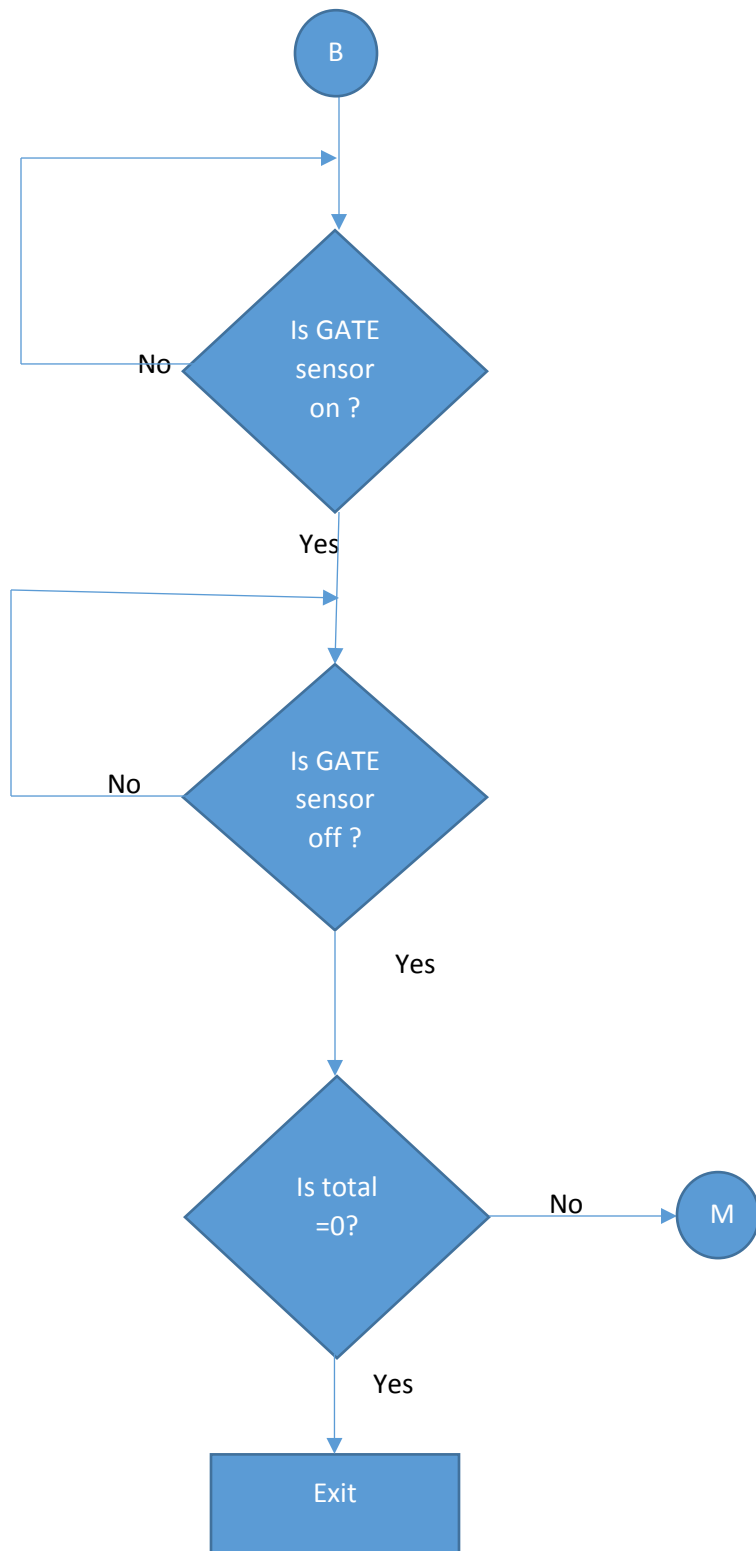 B
Is GATE
sensor
on ?
No
Yes
Is GATE
sensor
off ?
No
Yes
Is total
=0?
No
M
Yes
Exit